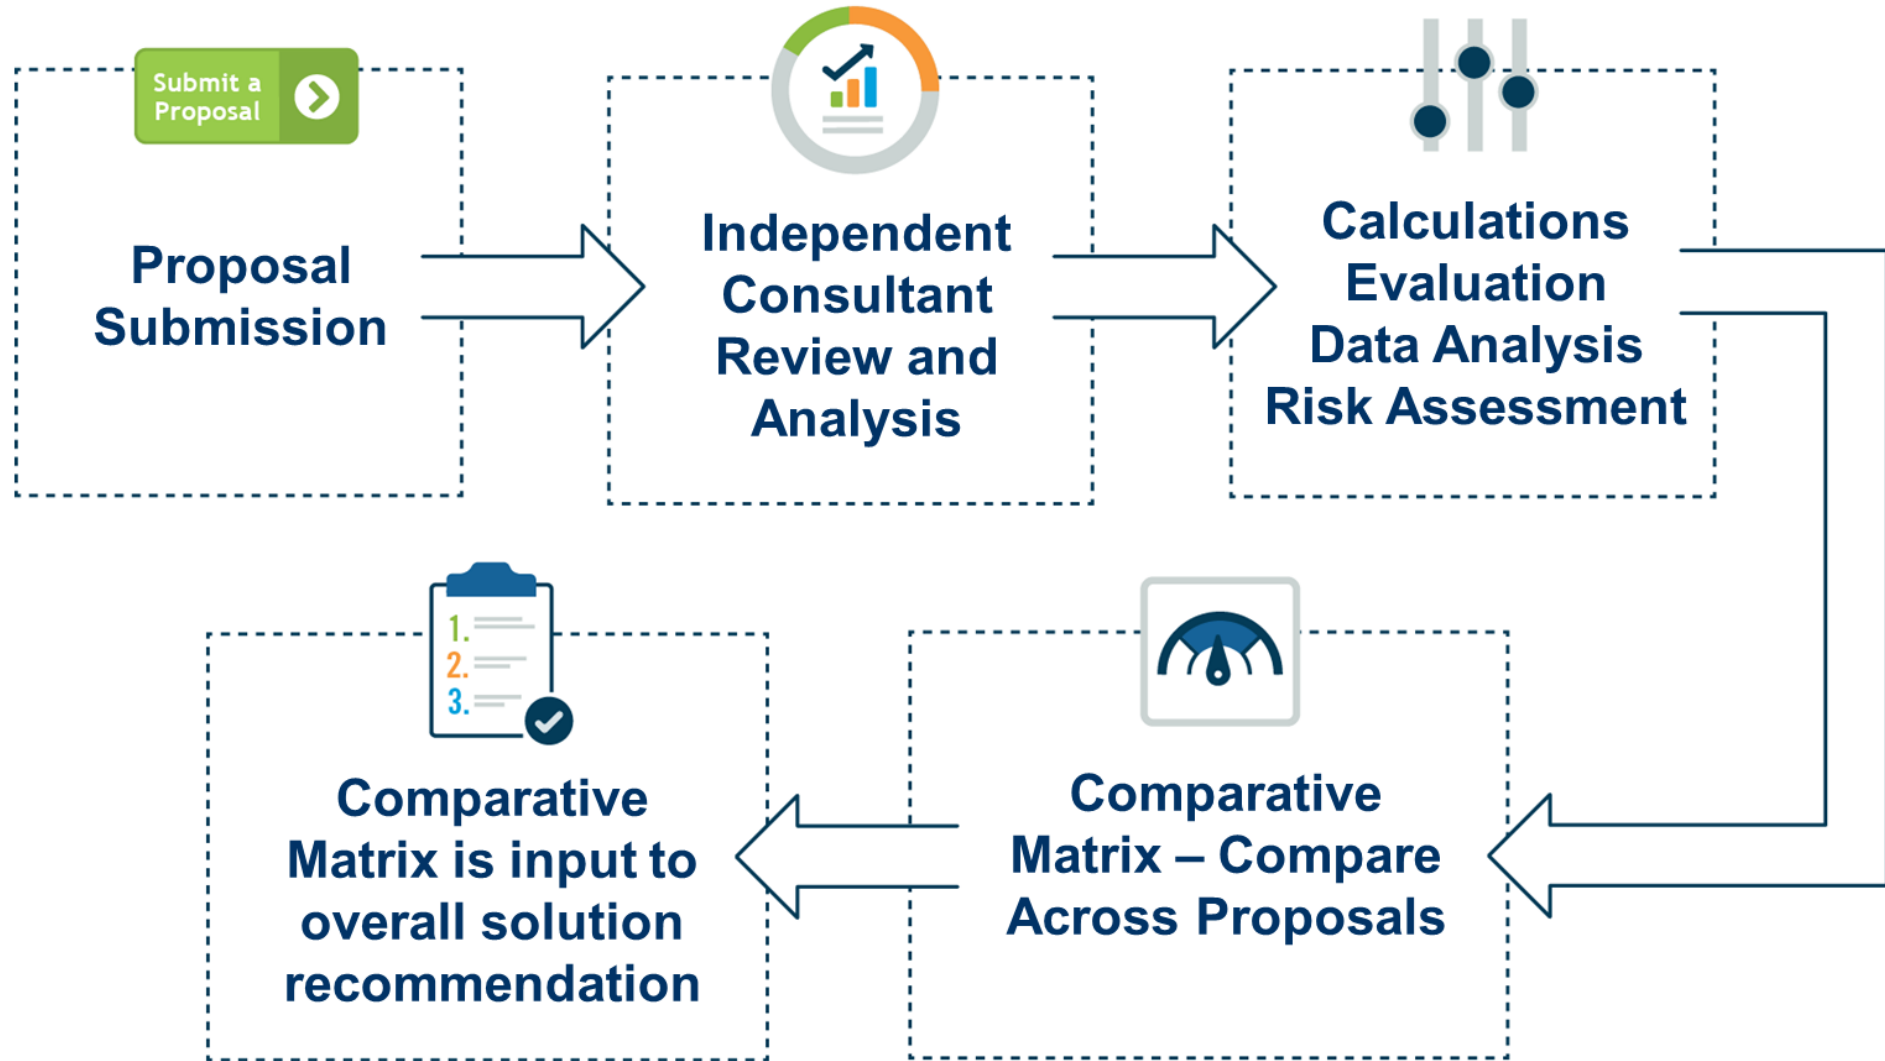 Submit a
Proposal
Proposal
Submission
Independent
Consultant
Review and
Analysis
Calculations
Evaluation
Data Analysis
Risk Assessment
Comparative
Matrix – Compare
Across Proposals
1.
2.
3.
Comparative
Matrix is input to
overall solution
recommendation